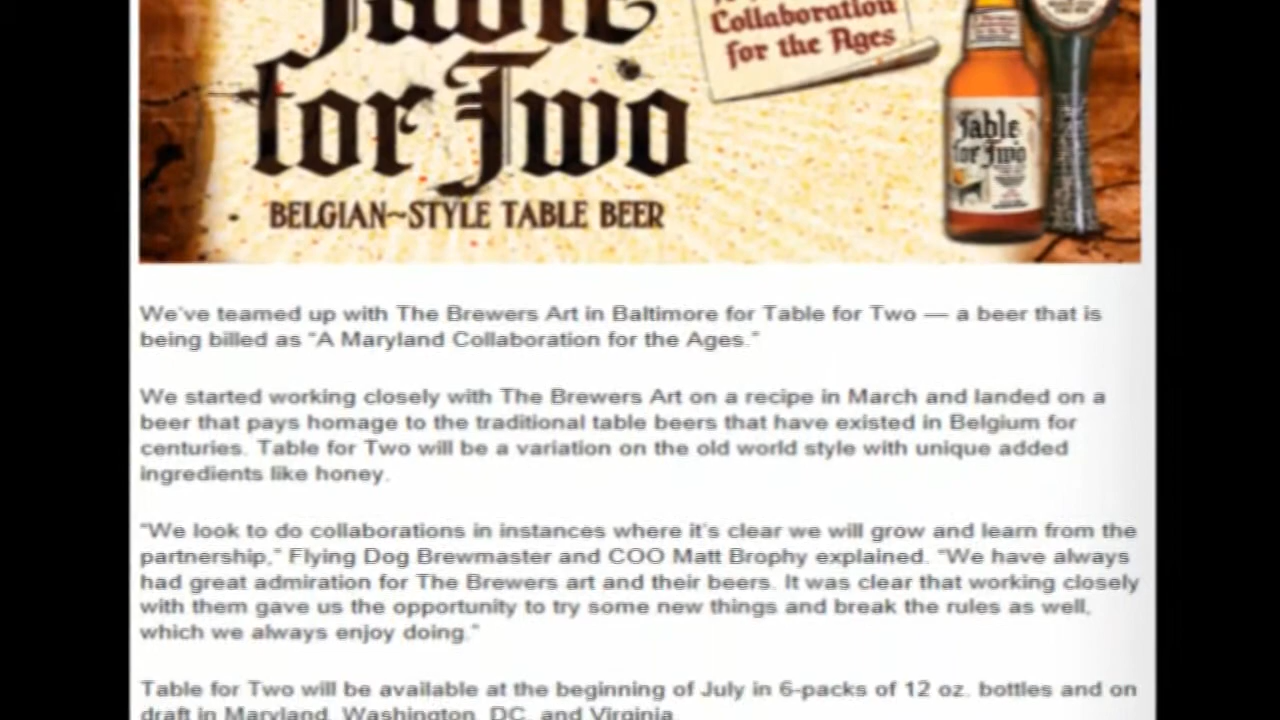 Table
Collaboration
for the Ages
for Two
Table
for Two
BELGIAN~STYLE TABLE BEER
We've teamed up with The Brewers Art in Baltimore for Table for Two — a beer that is
being billed as "A Maryland Collaboration for the Ages."
We started working closely with The Brewers Art on a recipe in March and landed on a
beer that pays homage to the traditional table beers that have existed in Belgium for
centuries. Table for Two will be a variation on the old world style with unique added
ingredients like honey.
"We look to do collaborations in instances where it's clear we will grow and learn from the
partnership," Flying Dog Brewmaster and COO Matt Brophy explained. "We have always
had great admiration for The Brewers art and their beers. It was clear that working closely
with them gave us the opportunity to try some new things and break the rules as well,
which we always enjoy doing."
Table for Two will be available at the beginning of July in 6-packs of 12 oz. bottles and on
draft in Maryland, Washington, DC, and Virginia.